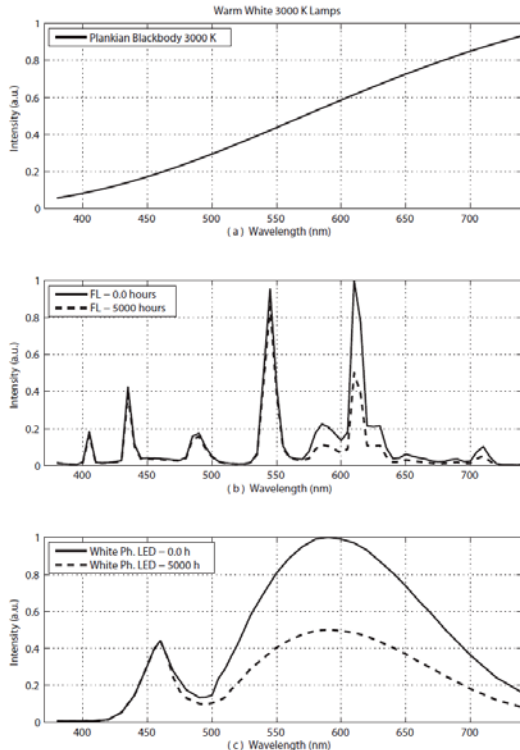 Warm White 3000 K Lamps
Intensity (a.u.)
1
0.8
0.6
0.4
0.2
0
Plankian Blackbody 3000 K
400 450 500 550 600 650 700
( a ) Wavelength (nm)
Intensity (a.u.)
1
0.8
0.6
0.4
0.2
0
FL – 0.0 hours
FL – 5000 hours
400 450 500 550 600 650 700
(b) Wavelength (nm)
Intensity (a.u.)
1
0.8
0.6
0.4
0.2
0
White Ph. LED – 0.0 h
White Ph. LED – 5000 h
400 450 500 550 600 650 700
( c ) Wavelength (nm)